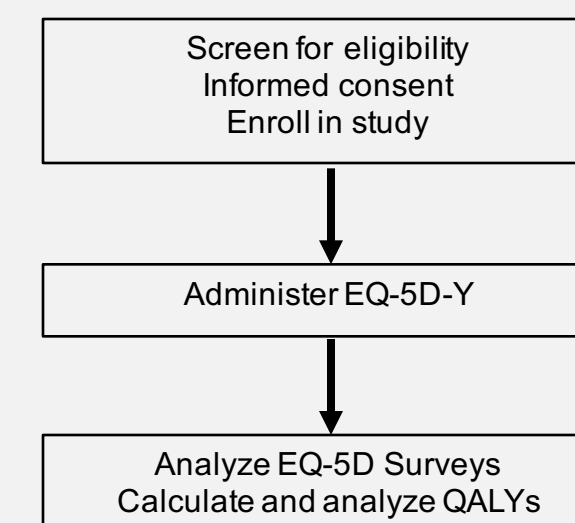 Screen for eligibility
Informed consent
Enroll in study
Administer EQ-5D-Y
Analyze EQ-5D Surveys
Calculate and analyze QALYs